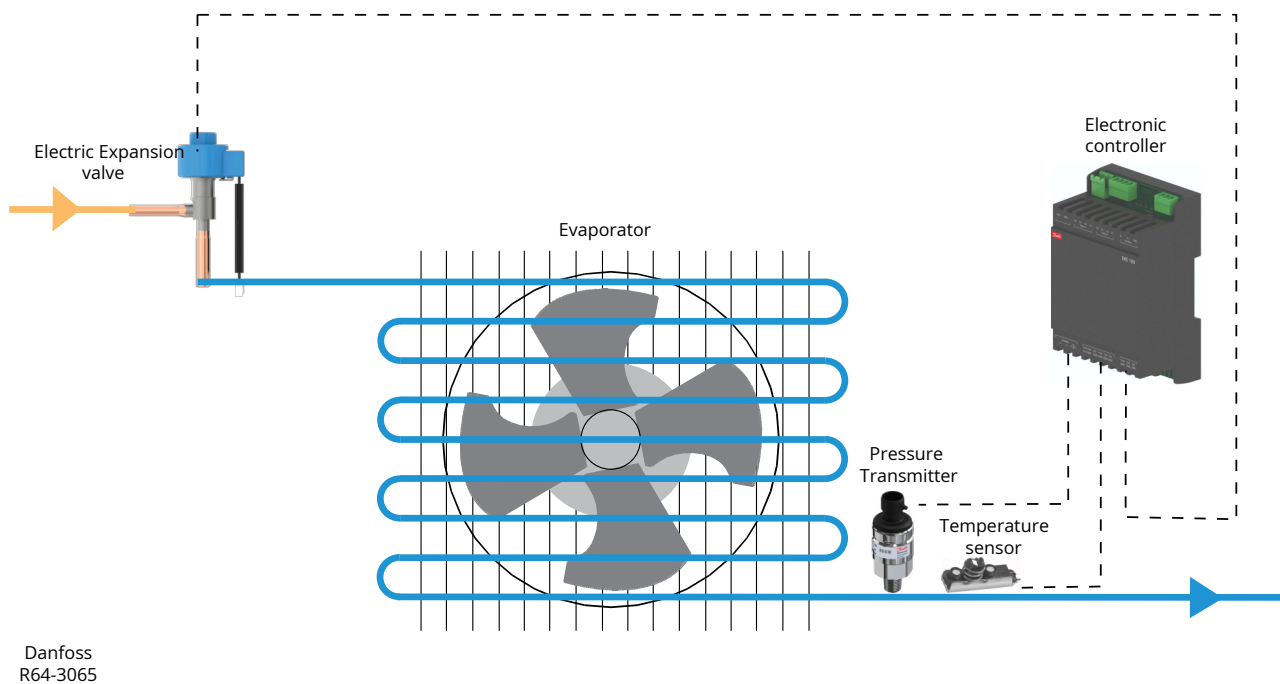 Electronic
controller
Electric Expansion
valve
Evaporator
Pressure
Transmitter
Temperature
sensor
Danfoss
R64-3065